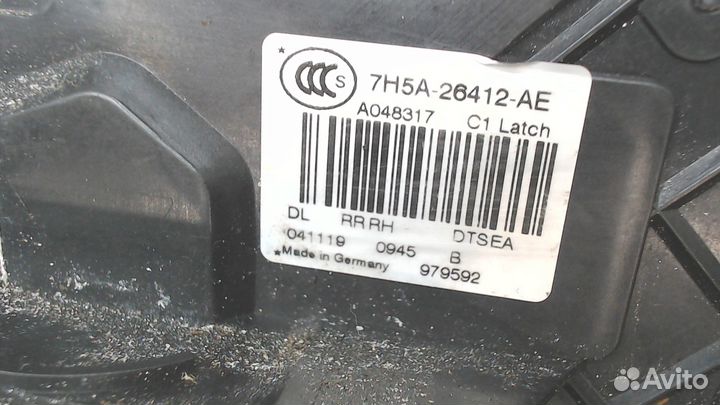 * CCC S 7H5A-26412-AE
A048317 C1 Latch
DL RR RH DTSEA
041119 0945 B
*Made in Germany 979592
Avito